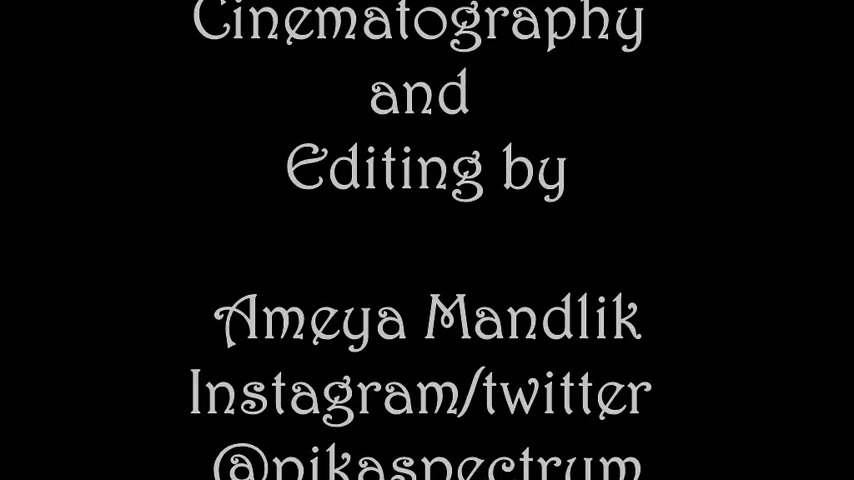 Cinematography
and
Editing by
Ameya Mandlik
Instagram/twitter
@pikaspectrum